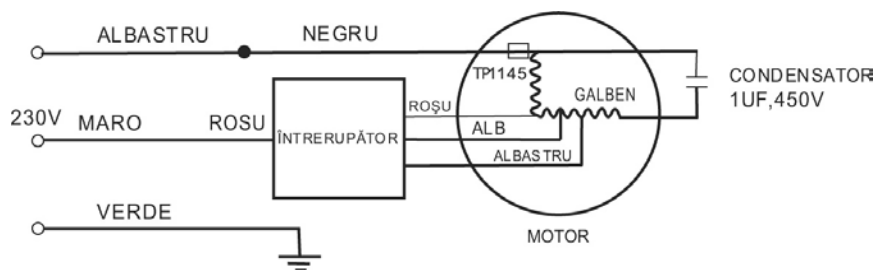 ALBASTRU
NEGRU
TP1145
GALBEN
CONDENSATOR
1UF,450V
230V
MARO
ROSU
ÎNTRERUPĂTOR
ROŞU
ALB
ALBASTRU
VERDE
MOTOR